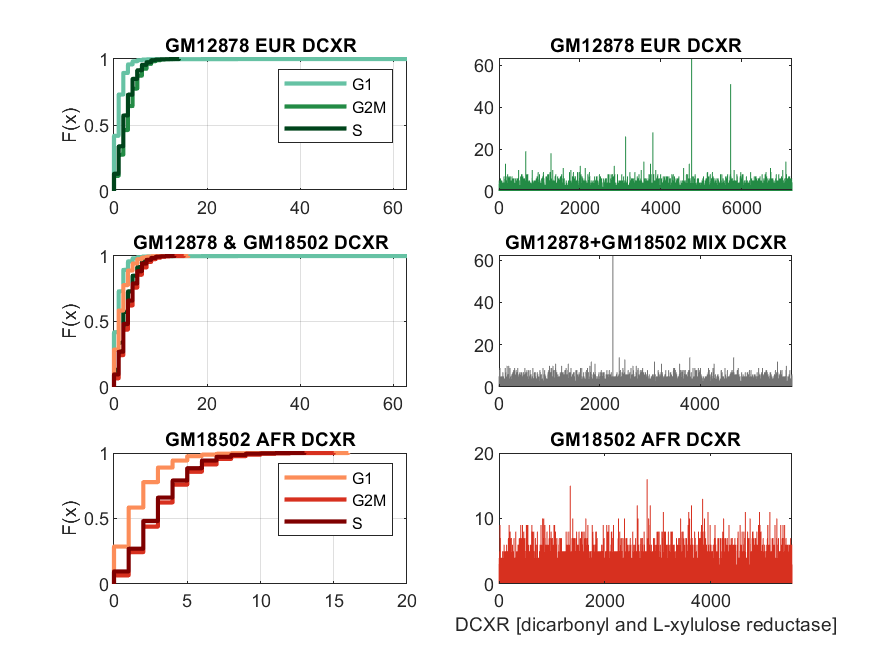 GM12878 EUR DCXR
F(x)
1
0.5
0
0 20 40 60
G1
G2M
S
GM12878 EUR DCXR
60
40
20
0
0 2000 4000 6000
GM12878 & GM18502 DCXR
F(x)
1
0.5
0
0 20 40 60
GM12878+GM18502 MIX DCXR
60
40
20
0
0 2000 4000
GM18502 AFR DCXR
F(x)
1
0.5
0
0 5 10 15 20
G1
G2M
S
GM18502 AFR DCXR
20
10
0
0 2000 4000
DCXR [dicarbonyl and L-xylulose reductase]